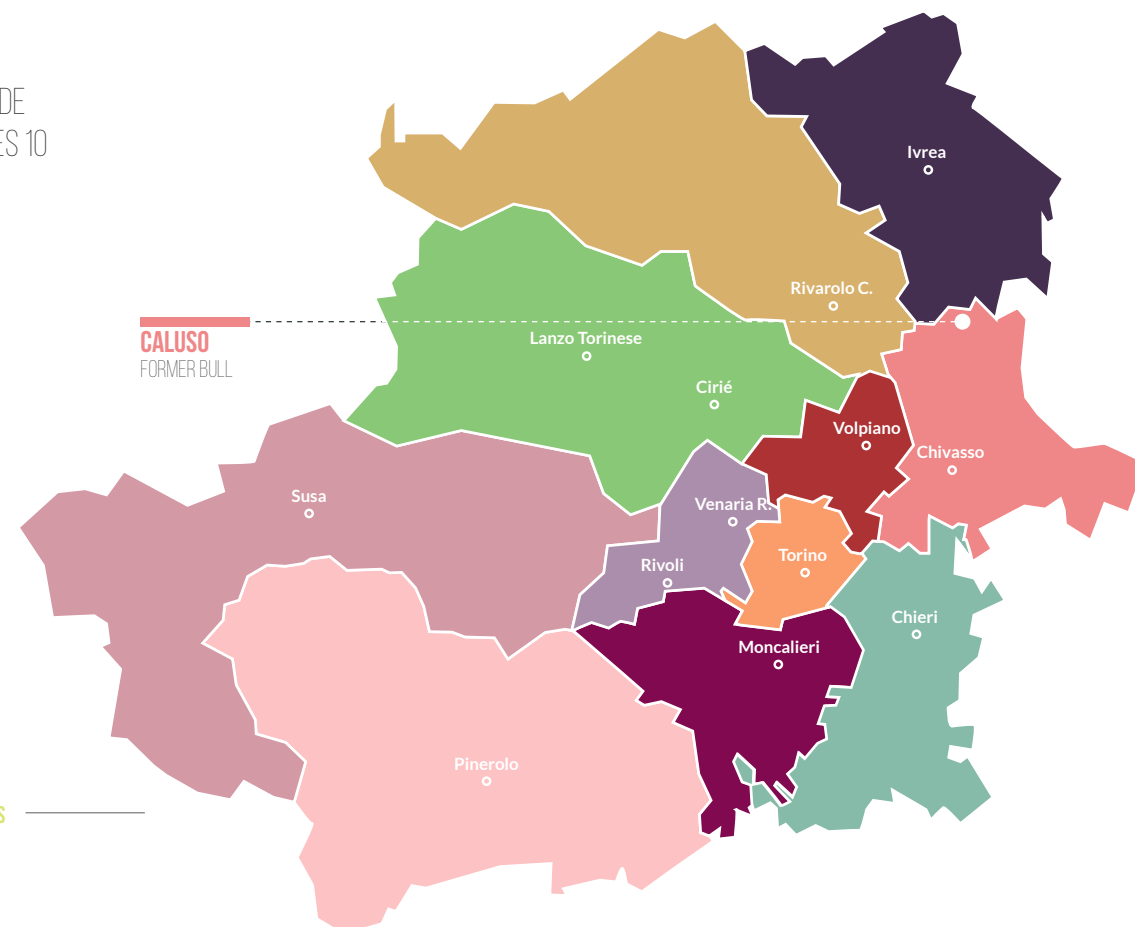 DE
ES 10
Ivrea
Rivarolo C.
CALUSO
FORMER BULL
Lanzo Torinese
Cirié
Volpiano
Chivasso
Susa
Venaria R.
Torino
Rivoli
Chieri
Moncalieri
Pinerolo
S